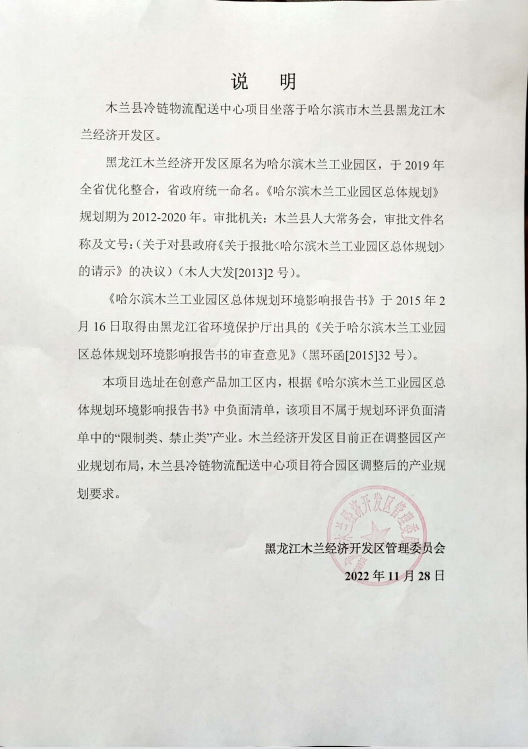 说 明
木兰县冷链物流配送中心项目坐落于哈尔滨市木兰县黑龙江木
兰经济开发区。
黑龙江木兰经济开发区原名为哈尔滨木兰工业园区，于 2019 年
全省优化整合，省政府统一命名。《哈尔滨木兰工业园区总体规划》
规划期为 2012-2020 年。审批机关：木兰县人大常务会，审批文件名
称及文号：（关于对县政府《关于报批<哈尔滨木兰工业园区总体规划>
的请示》的决议）（木人大发[2013]2 号）。
《哈尔滨木兰工业园区总体规划环境影响报告书》于 2015 年 2
月 16 日取得由黑龙江省环境保护厅出具的《关于哈尔滨木兰工业园
区总体规划环境影响报告书的审查意见》（黑环函[2015]32 号）。
本项目选址在创意产品加工区内，根据《哈尔滨木兰工业园区总
体规划环境影响报告书》中负面清单，该项目不属于规划环评负面清
单中的“限制类、禁止类”产业。木兰经济开发区目前正在调整园区产
业规划布局，木兰县冷链物流配送中心项目符合园区调整后的产业规
划要求。
黑龙江木兰经济开发区管理委员会
2022 年 11 月 28 日